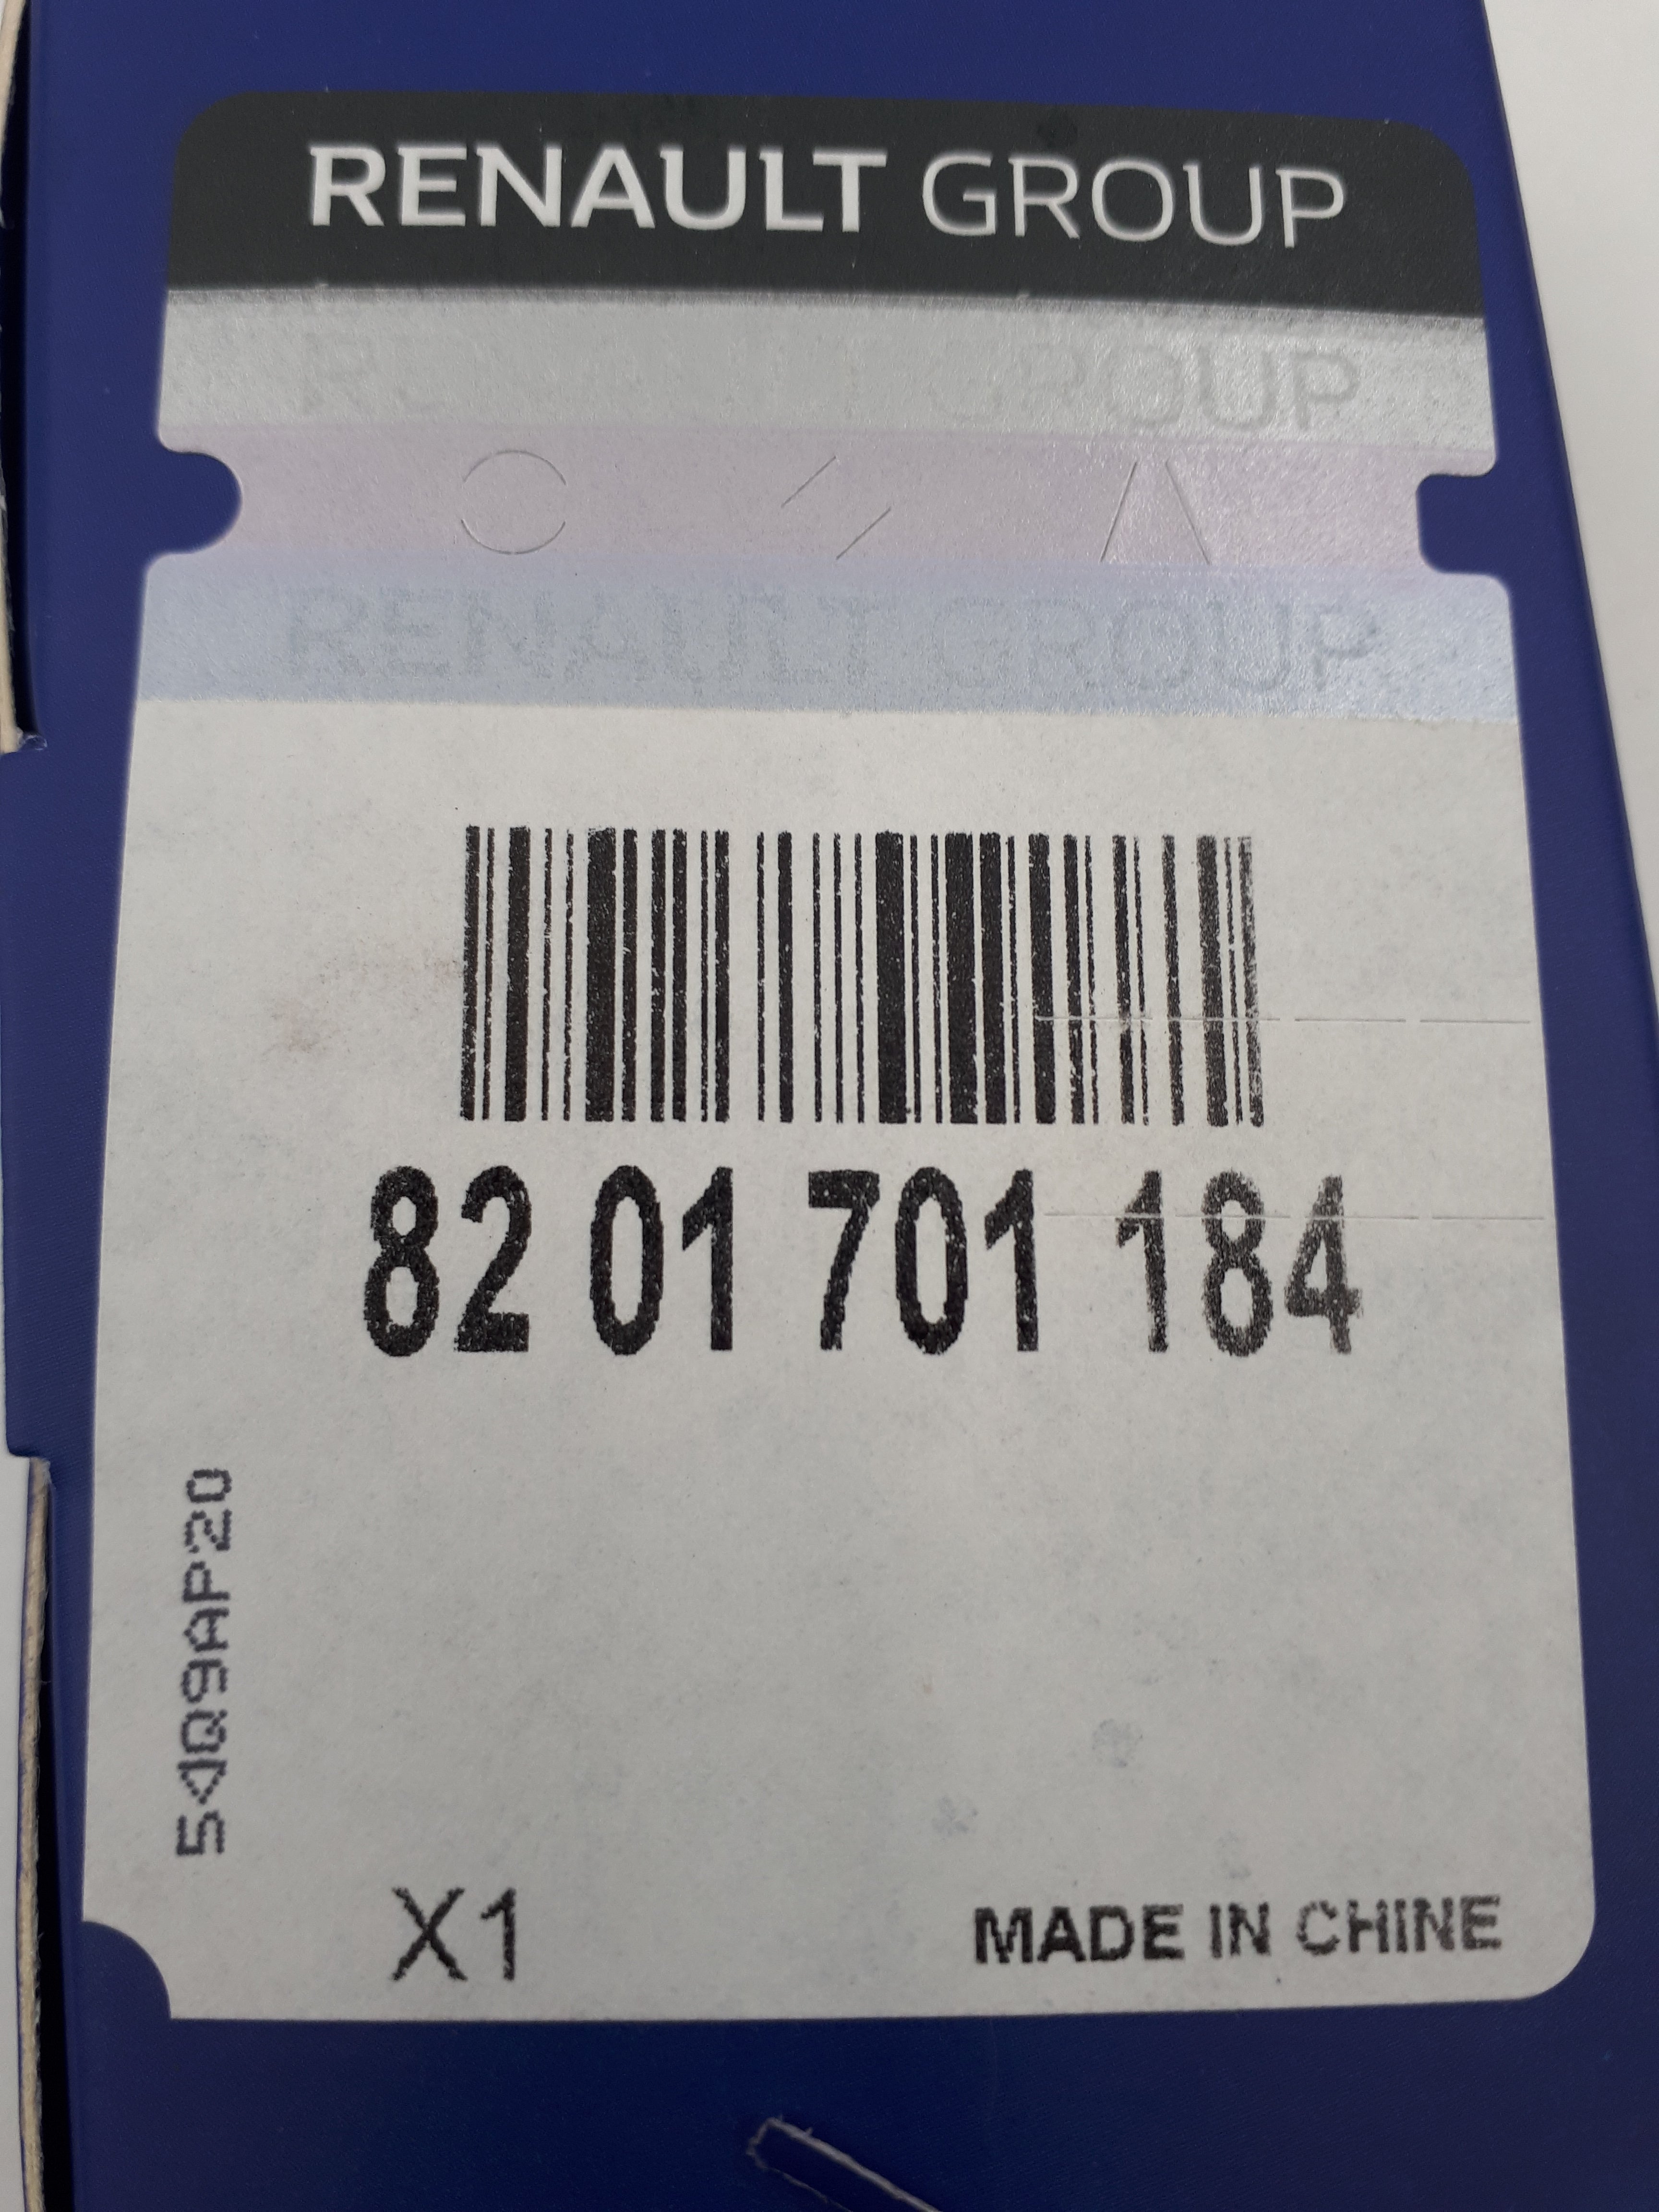 RENAULT GROUP
RENAULT GROUP
RENAULT GROUP
82 01 701 184
54Q9AP20
X1
MADE IN CHINE